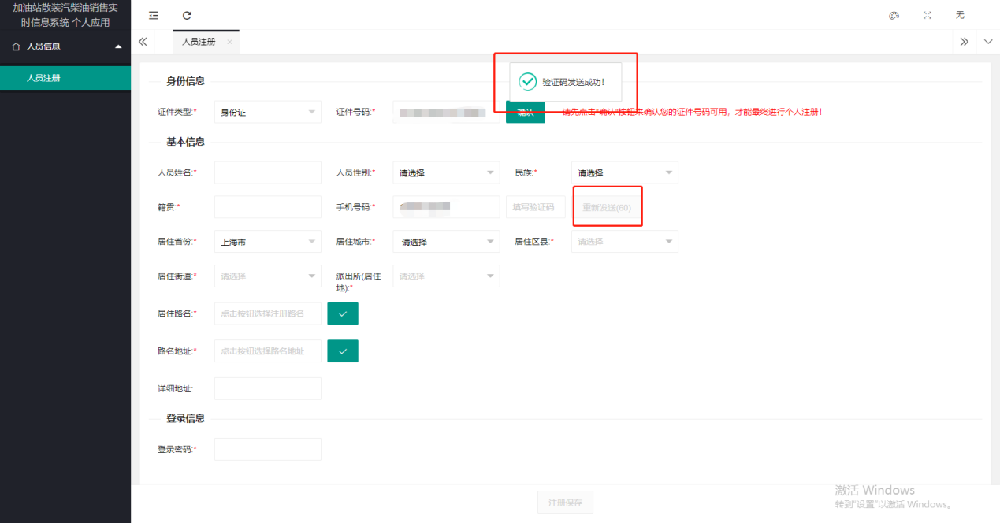 加油站散装汽柴油销售实
时信息系统 个人应用
无
人员信息
人员注册
人员注册
验证码发送成功！
身份信息
证件类型:*
身份证
证件号码:*
确认
请先点击"确认"按钮来确认您的证件号码可用，才能最终进行个人注册！
基本信息
人员姓名:*
人员性别:*
请选择
民族:*
请选择
籍贯:*
手机号码:*
填写验证码
重新发送(60)
居住省份:*
上海市
居住城市:*
请选择
居住区县:*
请选择
居住街道:*
请选择
派出所(居住
地):*
请选择
居住路名:*
点击按钮选择注册路名
路名地址:*
点击按钮选择路名地址
详细地址:
登录信息
登录密码:*
注册保存
激活 Windows
转到"设置"以激活 Windows。